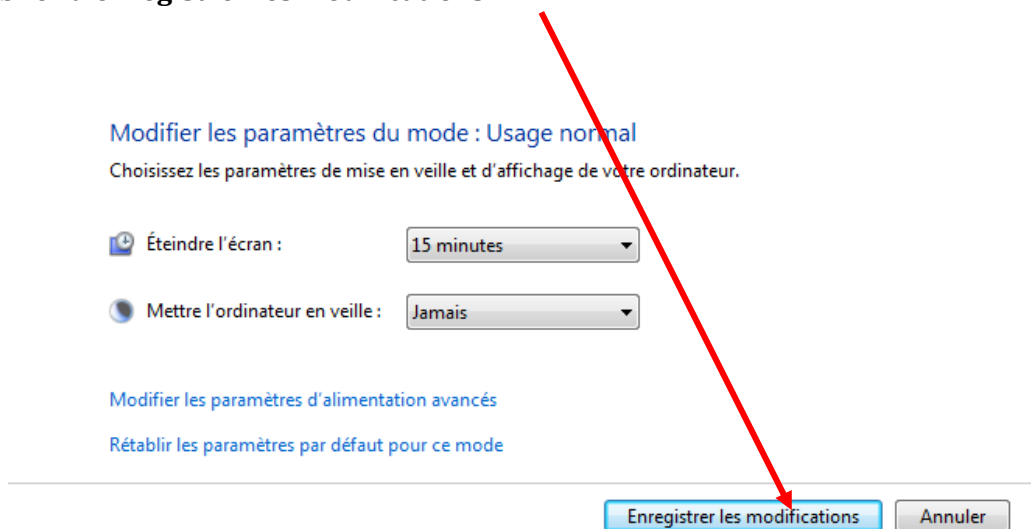 Modifier les paramètres du mode : Usage normal
Choisissez les paramètres de mise en veille et d'affichage de votre ordinateur.
Éteindre l'écran : 15 minutes
Mettre l'ordinateur en veille : Jamais
Modifier les paramètres d'alimentation avancés
Rétablir les paramètres par défaut pour ce mode
Enregistrer les modifications Annuler